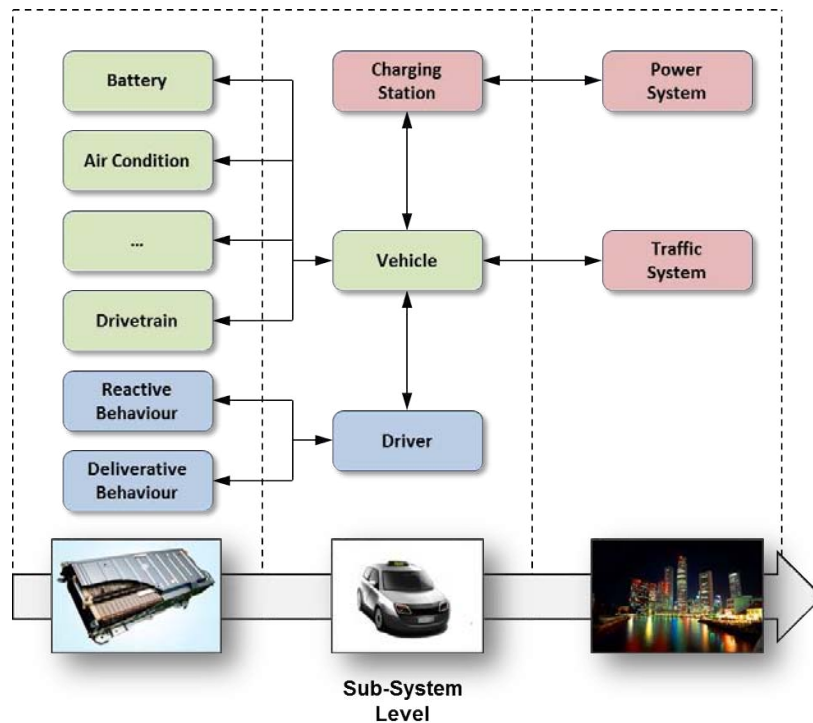 Battery
Air Condition
...
Drivetrain
Reactive
Behaviour
Deliverative
Behaviour
Charging
Station
Vehicle
Driver
Power
System
Traffic
System
Sub-System
Level